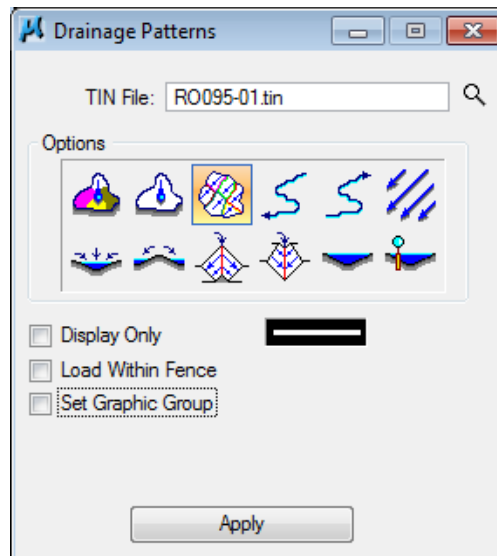 Drainage Patterns
TIN File: RO095-01.tin
Options
Display Only
Load Within Fence
Set Graphic Group
Apply